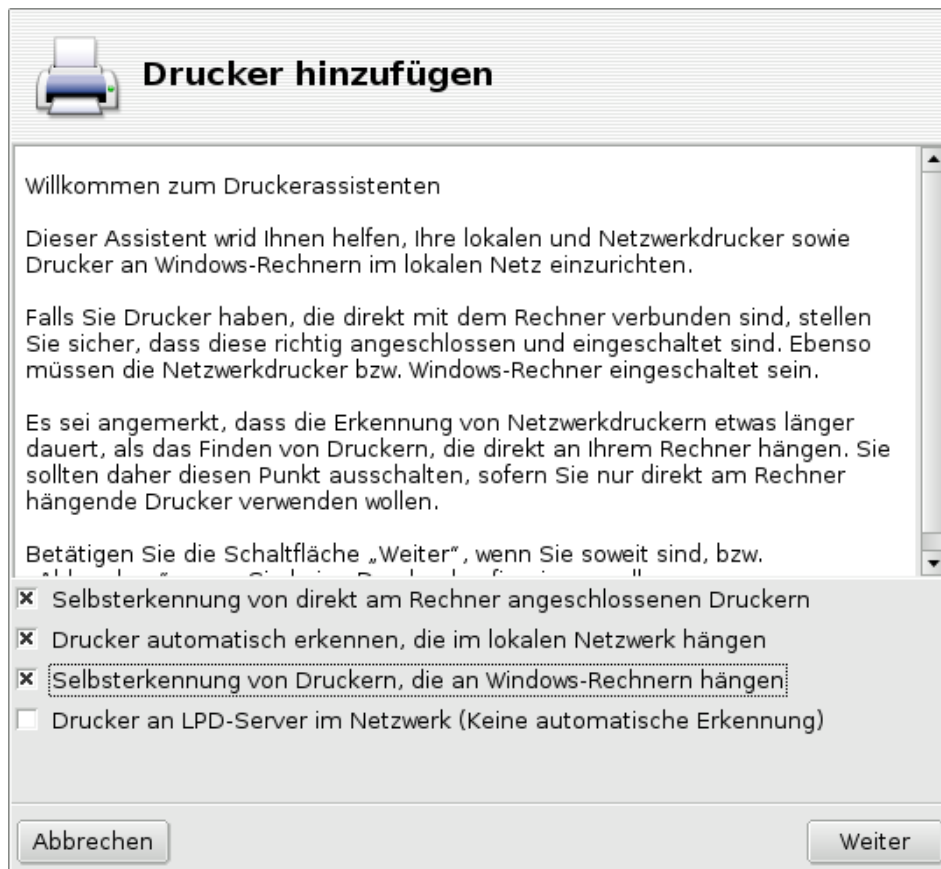 Drucker hinzufügen
Willkommen zum Druckerassistenten
Dieser Assistent wrid Ihnen helfen, Ihre lokalen und Netzwerkdrucker sowie
Drucker an Windows-Rechnern im lokalen Netz einzurichten.
Falls Sie Drucker haben, die direkt mit dem Rechner verbunden sind, stellen
Sie sicher, dass diese richtig angeschlossen und eingeschaltet sind. Ebenso
müssen die Netzwerkdrucker bzw. Windows-Rechner eingeschaltet sein.
Es sei angemerkt, dass die Erkennung von Netzwerkdruckern etwas länger
dauert, als das Finden von Druckern, die direkt an Ihrem Rechner hängen. Sie
sollten daher diesen Punkt ausschalten, sofern Sie nur direkt am Rechner
hängende Drucker verwenden wollen.
Betätigen Sie die Schaltfläche „Weiter“, wenn Sie soweit sind, bzw.
Selbsterkennung von direkt am Rechner angeschlossenen Druckern
Drucker automatisch erkennen, die im lokalen Netzwerk hängen
Selbsterkennung von Druckern, die an Windows-Rechnern hängen
Drucker an LPD-Server im Netzwerk (Keine automatische Erkennung)
Abbrechen
Weiter